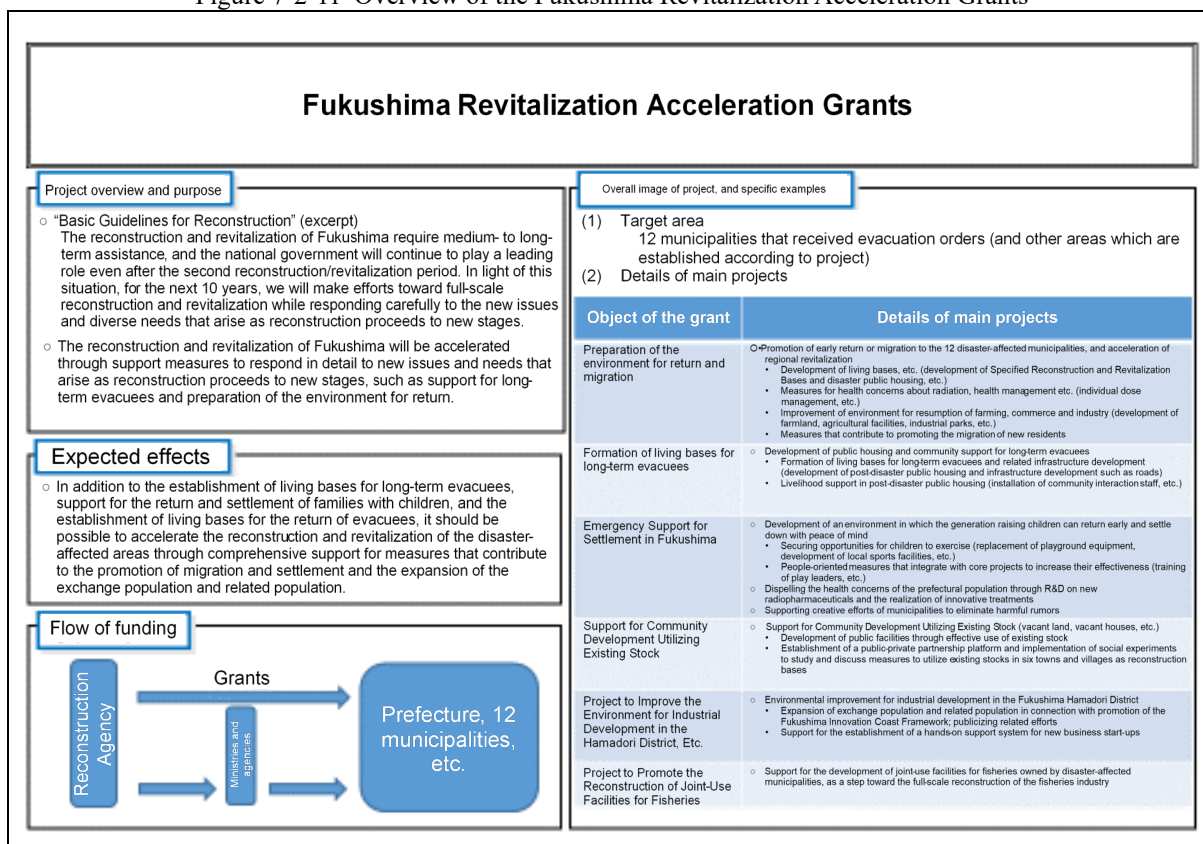 Figure 7-2-11 Overview of the Fukushima Revitalization Acceleration Grants
Fukushima Revitalization Acceleration Grants
Project overview and purpose
○ “Basic Guidelines for Reconstruction” (excerpt)
The reconstruction and revitalization of Fukushima require medium- to long-
term assistance, and the national government will continue to play a leading
role even after the second reconstruction/revitalization period. In light of this
situation, for the next 10 years, we will make efforts toward full-scale
reconstruction and revitalization while responding carefully to the new issues
and diverse needs that arise as reconstruction proceeds to new stages.
○ The reconstruction and revitalization of Fukushima will be accelerated
through support measures to respond in detail to new issues and needs that
arise as reconstruction proceeds to new stages, such as support for long-
term evacuees and preparation of the environment for return.
Expected effects
○ In addition to the establishment of living bases for long-term evacuees,
support for the return and settlement of families with children, and the
establishment of living bases for the return of evacuees, it should be
possible to accelerate the reconstruction and revitalization of the disaster-
affected areas through comprehensive support for measures that contribute
to the promotion of migration and settlement and the expansion of the
exchange population and related population.
Flow of funding
Reconstruction
Agency
Grants
Ministries and
agencies
Prefecture, 12
municipalities,
etc.
Overall image of project, and specific examples
(1) Target area
12 municipalities that received evacuation orders (and other areas which are
established according to project)
(2) Details of main projects
Object of the grant
Details of main projects
Preparation of the
environment for return and
migration
○•Promotion of early return or migration to the 12 disaster-affected municipalities, and acceleration of
regional revitalization
• Development of living bases, etc. (development of Specified Reconstruction and Revitalization
Bases and disaster public housing, etc.)
• Measures for health concerns about radiation, health management etc. (individual dose
management, etc.)
• Improvement of environment for resumption of farming, commerce and industry (development of
farmland, agricultural facilities, industrial parks, etc.)
• Measures that contribute to promoting the migration of new residents
Formation of living bases for
long-term evacuees
○ Development of public housing and community support for long-term evacuees
• Formation of living bases for long-term evacuees and related infrastructure development
(development of post-disaster public housing and infrastructure development such as roads)
• Livelihood support in post-disaster public housing (installation of community interaction staff, etc.)
Emergency Support for
Settlement in Fukushima
○ Development of an environment in which the generation raising children can return early and settle
down with peace of mind
• Securing opportunities for children to exercise (replacement of playground equipment,
development of local sports facilities, etc.)
• People-oriented measures that integrate with core projects to increase their effectiveness (training
of play leaders, etc.)
○ Dispelling the health concerns of the prefectural population through R&D on new
radiopharmaceuticals and the realization of innovative treatments
○ Supporting creative efforts of municipalities to eliminate harmful rumors
Support for Community
Development Utilizing
Existing Stock
○ Support for Community Development Utilizing Existing Stock (vacant land, vacant houses, etc.)
• Development of public facilities through effective use of existing stock
• Establishment of a public-private partnership platform and implementation of social experiments
to study and discuss measures to utilize existing stocks in six towns and villages as reconstruction
bases
Project to Improve the
Environment for Industrial
Development in the
Hamadori District, Etc.
○ Environmental improvement for industrial development in the Fukushima Hamadori District
• Expansion of exchange population and related population in connection with promotion of the
Fukushima Innovation Coast Framework; publicizing related efforts
• Support for the establishment of a hands-on support system for new business start-ups
Project to Promote the
Reconstruction of Joint-Use
Facilities for Fisheries
○ Support for the development of joint-use facilities for fisheries owned by disaster-affected
municipalities, as a step toward the full-scale reconstruction of the fisheries industry